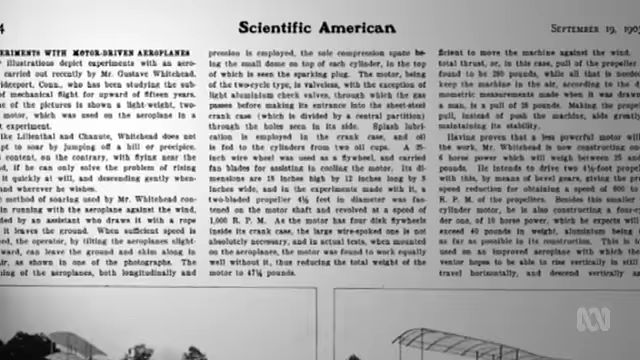 4
Scientific American
SEPTEMBER 19, 190
ERIMENTS WITH MOTOR-DRIVEN AEROPLANES
illustrations depict experiments with an aero-
carried out recently by Mr. Gustave Whitehead,
ridgeport, Conn., who has been studying the sub-
of mechanical flight for upward of fifteen years.
ne of the pictures is shown a light-weight, two-
motor, which was used on the aeroplane in a
t experiment.
ike Lilienthal and Chanute, Whitehead does not
pt to soar by jumping off a hill or precipice.
content, on the contrary, with flying near the
d, if he can only solve the problem of rising
it quickly at will, and descending gently when-
and wherever he wishes.
e method of soaring used by Mr. Whitehead con-
in running with the aeroplane against the wind,
ded by an assistant who draws it with a rope
it leaves the ground. When sufficient speed is
ed, the operator, by tilting the aeroplanes slight-
ward, can leave the ground and skim along in
ir, as shown in one of the photographs. The
ning of the aeroplanes, both longitudinally and
pression is employed, the sole compression space be-
ing the small dome on top of each cylinder, in the top
of which is seen the sparking plug. The motor, being
of the two-cycle type, is valveless, with the exception of
light aluminium check valves, through which the gas
passes before making its entrance into the sheet-steel
crank case (which is divided by a central partition)
through the holes seen in its side. Splash lubri-
cation is employed in the crank case, and oil
is fed to the cylinders from two oil cups. A
inch wire wheel was used as a flywheel, and carried
fan blades for assisting in cooling the motor. Its di-
mensions are 18 inches high by 12 inches long by
inches wide, and in the experiments made with it, a
two-bladed propeller 4½ feet in diameter was fas-
tened on the motor shaft and revolved at a speed of
1,000 R. P. M. As the motor has four disk flywheels
inside its crank case, the large wire-spoked one is not
absolutely necessary, and in actual tests, when mounted
on the aeroplanes, the motor was found to work equally
well without it, thus reducing the total weight of the
motor to 47¼ pounds.
ficient to move the machine against the wind.
total thrust, or, in this case, pull of the propeller
found to be pounds, while all that is neede
keep the machine in the air, according to the d
mometric measurements made when it was drawn
a man, is a pull of 28 pounds. Making the prope
pull, instead of push the machine, aids greatly
maintaining its stability.
Having proven that a less powerful motor will
the work, Mr. Whitehead is now constructing one
6 horse power which will weigh between 25 and
pounds. He intends to drive two 4½-foot propel
with this, by means of bevel gears, giving the pr
speed reduction for obtaining a speed of 600 to
R. P. M. of the propellers. Besides this smaller
cylinder motor, he is also constructing a four-
der one, of 10 horse power, which he expects will
exceed 40 pounds in weight, aluminium being
as far as possible in its construction. This is t
used on an improved aeroplane with which the
ventor hopes to be able to rise vertically in still
travel horizontally, and descend vertically